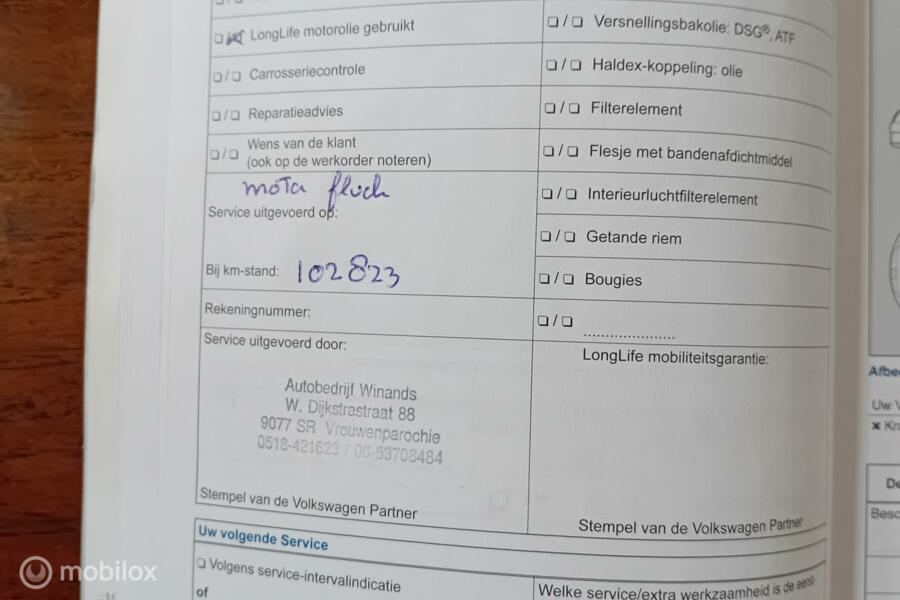 LongLife motorolie gebruikt
Carrosseriecontrole
Reparatieadvies
Wens van de klant
(ook op de werkorder noteren)
mota fluch
Service uitgevoerd op:
Bij km-stand: 102823
Rekeningnummer:
Service uitgevoerd door:
Autobedrijf Winands
W. Dijkstrastraat 88
9077 SR Vrouwenparochie
0518-421623 / 06-53708484
Stempel van de Volkswagen Partner
Versnellingsbakolie: DSG®, ATF
Haldex-koppeling: olie
Filterelement
Flesje met bandenafdichtmiddel
Interieurluchtfilterelement
Getande riem
Bougies
LongLife mobiliteitsgarantie:
Stempel van de Volkswagen Partner
Uw volgende Service
Volgens service-intervalindicatie
of
Welke service/extra werkzaamheid is de eerst-
Afbee
Uw V
Kra
De
Besc
mobilox